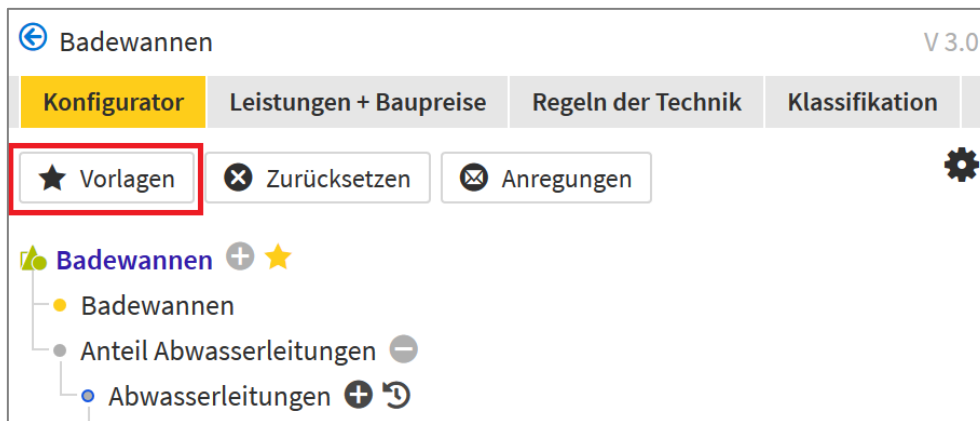 Badewannen V 3.0
Konfigurator Leistungen + Baupreise Regeln der Technik Klassifikation
Vorlagen Zurücksetzen Anregungen
Badewannen
Badewannen
Anteil Abwasserleitungen
Abwasserleitungen